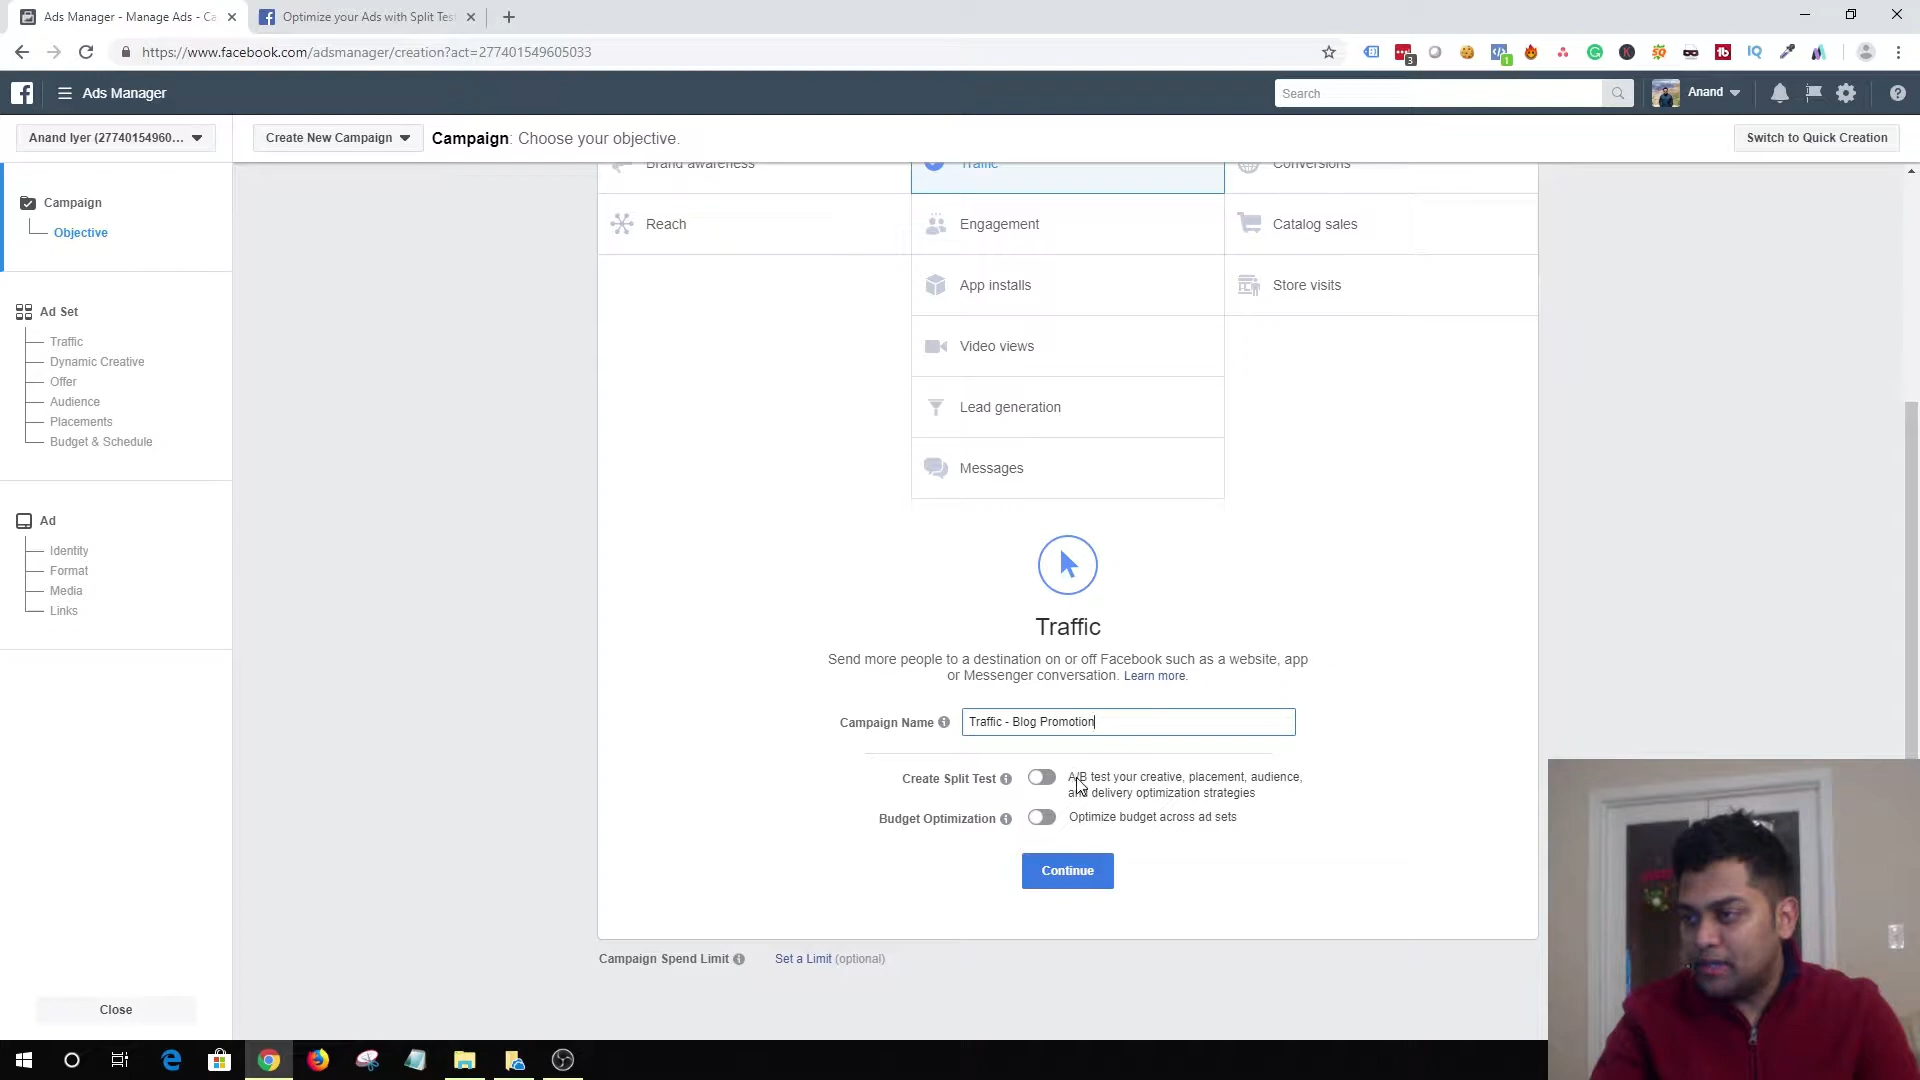 Ads Manager - Manage Ads - Ca
Optimize your Ads with Split Test
https://www.facebook.com/adsmanager/creation?act=277401549605033
3
1
Ads Manager
Search
Anand
Anand Iyer (27740154960...
Create New Campaign
Campaign: Choose your objective.
Switch to Quick Creation
Campaign
Objective
Ad Set
Traffic
Dynamic Creative
Offer
Audience
Placements
Budget & Schedule
Ad
Identity
Format
Media
Links
Close
Brand awareness
Traffic
Conversions
Reach
Engagement
Catalog sales
App installs
Store visits
Video views
Lead generation
Messages
Traffic
Send more people to a destination on or off Facebook such as a website, app
or Messenger conversation. Learn more.
Campaign Name
Traffic - Blog Promotion
Create Split Test
A/B test your creative, placement, audience,
and delivery optimization strategies
Budget Optimization
Optimize budget across ad sets
Continue
Campaign Spend Limit
Set a Limit (optional)